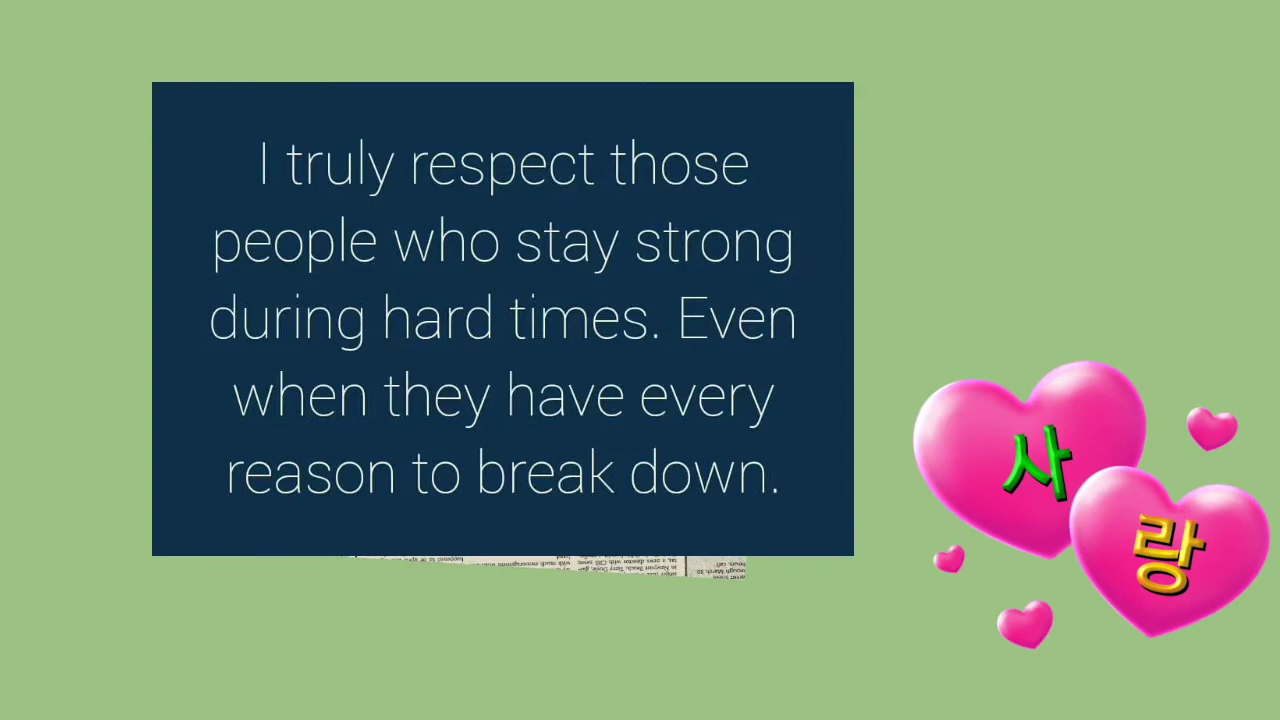 I truly respect those
people who stay strong
during hard times. Even
when they have every
reason to break down.
사
랑